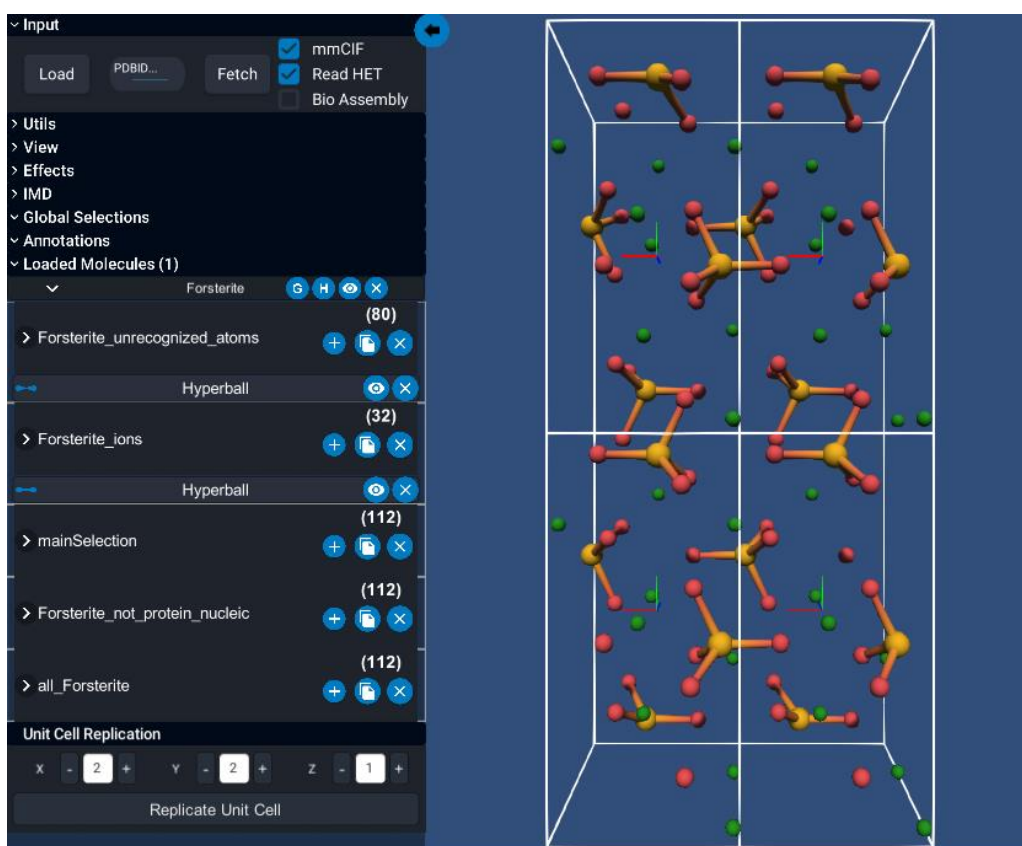 Input
Load PDBID... Fetch
mmCIF
Read HET
Bio Assembly
Utils
View
Effects
IMD
Global Selections
Annotations
Loaded Molecules (1)
Forsterite G H
(80)
Forsterite_unrecognized_atoms
Hyperball
(32)
Forsterite_ions
Hyperball
(112)
mainSelection
(112)
Forsterite_not_protein_nucleic
(112)
all_Forsterite
Unit Cell Replication
X - 2 + Y - 2 + Z - 1 +
Replicate Unit Cell